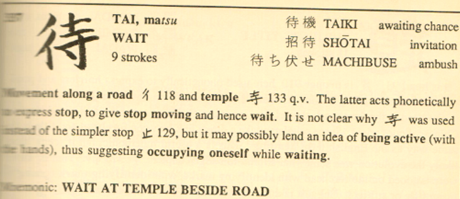 待
TAI, matsu
WAIT
9 strokes
待機 TAIKI awaiting chance
招待 SHŌTAI invitation
待ち伏せ MACHIBUSE ambush
Movement along a road 彳 118 and temple 寺 133 q.v. The latter acts phonetically
to express stop, to give stop moving and hence wait. It is not clear why 寺 was used
instead of the simpler stop 止 129, but it may possibly lend an idea of being active (with
the hands), thus suggesting occupying oneself while waiting.
Mnemonic: WAIT AT TEMPLE BESIDE ROAD